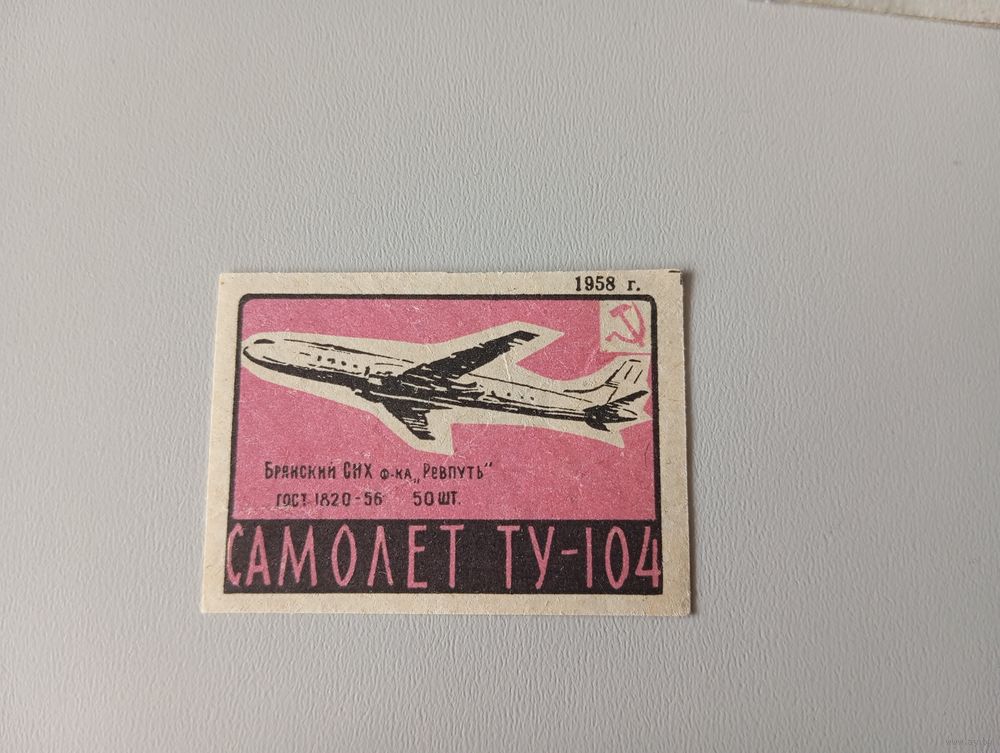 1958 г.
Брянский СНХ ф-ка „Ревпуть“
ГОСТ 1820-56 50 шт.
САМОЛЕТ ТУ-104